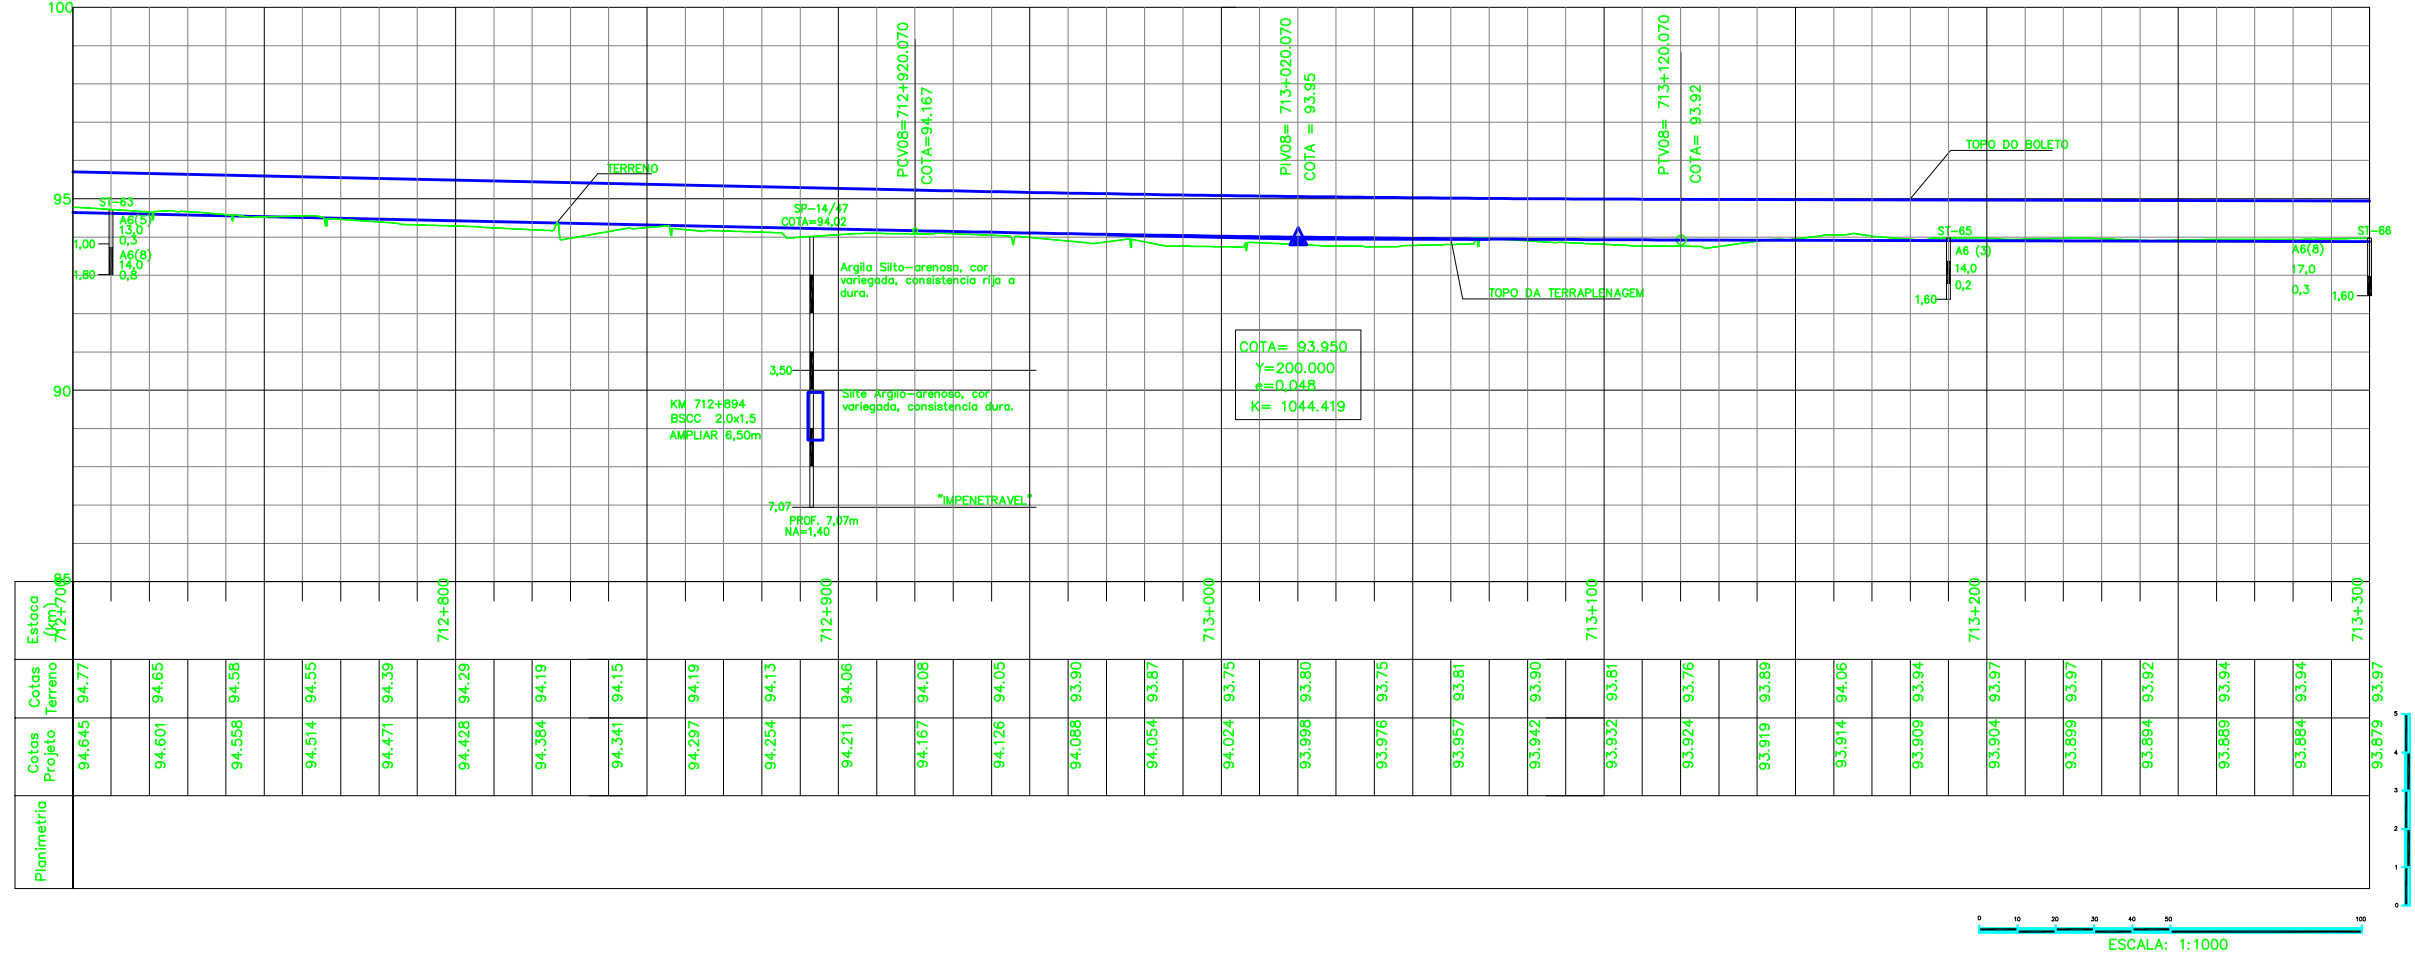 100
95
90
85
PCV08=712+920.070
COTA=94.167
PIV08= 713+020.070
COTA = 93.95
PTV08= 713+120.070
COTA= 93.92
TERRENO
TOPO DO BOLETO
TOPO DA TERRAPLENAGEM
ST-63
A6(5)
13,0
0,3
1,00
A6(8)
14,0
0,8
1,80
SP-14/47
COTA=94.02
Argila Silto-arenosa, cor
variegada, consistencia rija a
dura.
3,50
Silte Argilo-arenoso, cor
variegada, consistencia dura.
KM 712+894
BSCC 2.0x1,5
AMPLIAR 6,50m
"IMPENETRAVEL"
7,07
PROF. 7,07m
NA=1,40
COTA= 93.950
Y=200.000
e=0,048
K= 1044.419
ST-65
A6 (3)
14,0
0,2
1,60
ST-66
A6(8)
17,0
0,3
1,60
Estaca
(km)
712+700
712+800
712+900
713+000
713+100
713+200
713+300
Cotas
Terreno
94.77
94.65
94.58
94.55
94.39
94.29
94.19
94.15
94.19
94.13
94.06
94.08
94.05
93.90
93.87
93.75
93.80
93.75
93.81
93.90
93.81
93.76
93.89
94.06
93.94
93.97
93.97
93.92
93.94
93.94
93.97
Cotas
Projeto
94.645
94.601
94.558
94.514
94.471
94.428
94.384
94.341
94.297
94.254
94.211
94.167
94.126
94.088
94.054
94.024
93.998
93.976
93.957
93.942
93.932
93.924
93.919
93.914
93.909
93.904
93.899
93.894
93.889
93.884
93.879
Planimetria
5
4
3
2
1
0
0 10 20 30 40 50 100
ESCALA: 1:1000